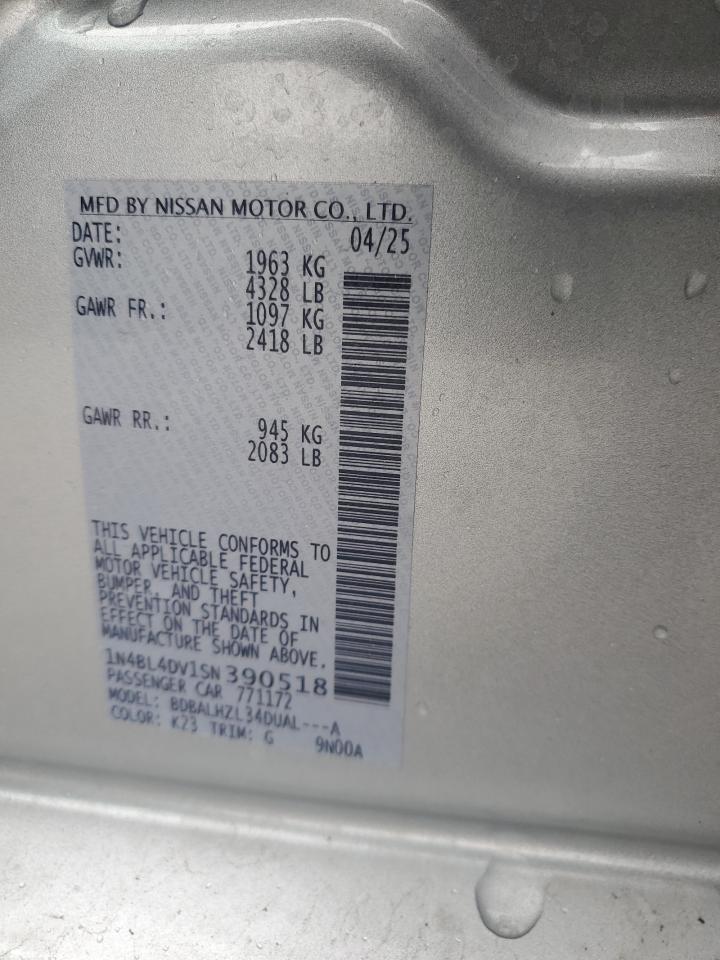 MFD BY NISSAN MOTOR CO., LTD.
DATE: 04/25
GVWR: 1963 KG
4328 LB
GAWR FR.: 1097 KG
2418 LB
GAWR RR.: 945 KG
2083 LB
THIS VEHICLE CONFORMS TO
ALL APPLICABLE FEDERAL
MOTOR VEHICLE SAFETY,
BUMPER, AND THEFT
PREVENTION STANDARDS IN
EFFECT ON THE DATE OF
MANUFACTURE SHOWN ABOVE.
1N4BL4DV1SN390518
PASSENGER CAR 771172
MODEL: BDBALHZL34DUAL---A
COLOR: K23 TRIM: G 9N00A